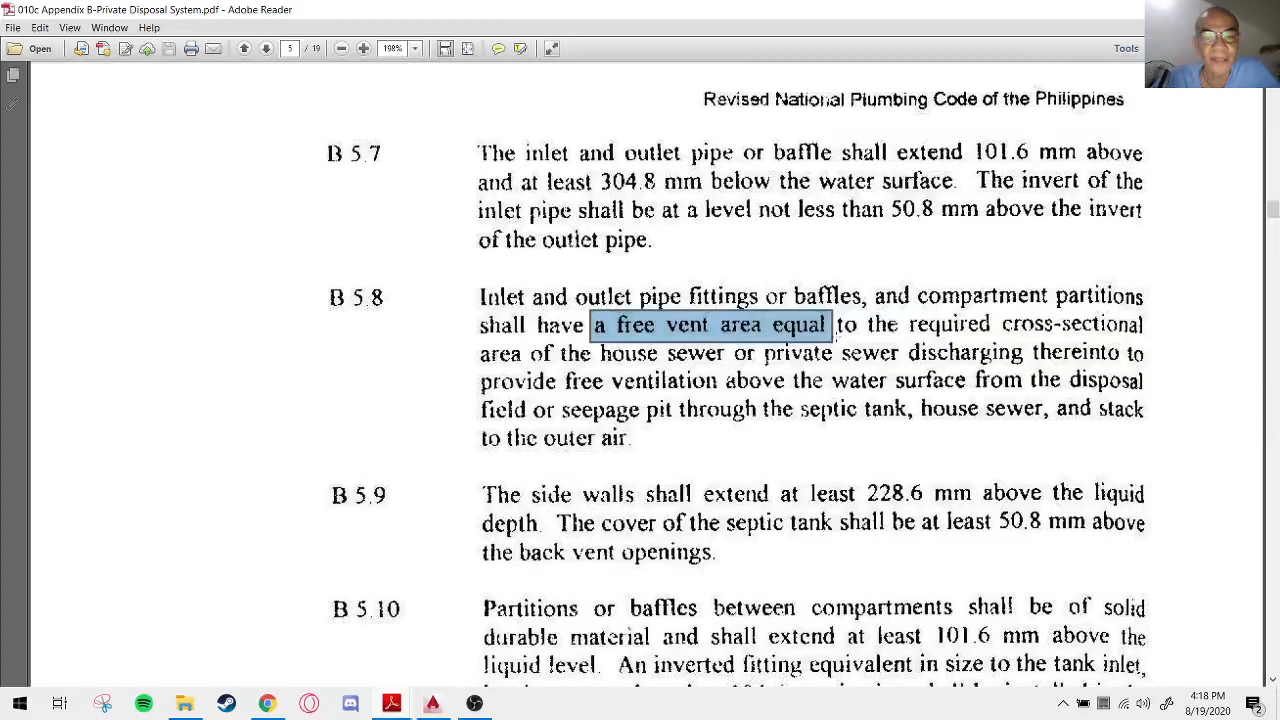 010c Appendix B-Private Disposal System.pdf - Adobe Reader
File Edit View Window Help
Open 5 / 19 198% Tools
Revised National Plumbing Code of the Philippines
B 5.7 The inlet and outlet pipe or baffle shall extend 101.6 mm above
and at least 304.8 mm below the water surface. The invert of the
inlet pipe shall be at a level not less than 50.8 mm above the invert
of the outlet pipe.
B 5.8 Inlet and outlet pipe fittings or baffles, and compartment partitions
shall have a free vent area equal to the required cross-sectional
area of the house sewer or private sewer discharging thereinto to
provide free ventilation above the water surface from the disposal
field or seepage pit through the septic tank, house sewer, and stack
to the outer air.
B 5.9 The side walls shall extend at least 228.6 mm above the liquid
depth. The cover of the septic tank shall be at least 50.8 mm above
the back vent openings.
B 5.10 Partitions or baffles between compartments shall be of solid
durable material and shall extend at least 101.6 mm above the
liquid level. An inverted fitting equivalent in size to the tank inlet,
4:18 PM
8/19/2020
2